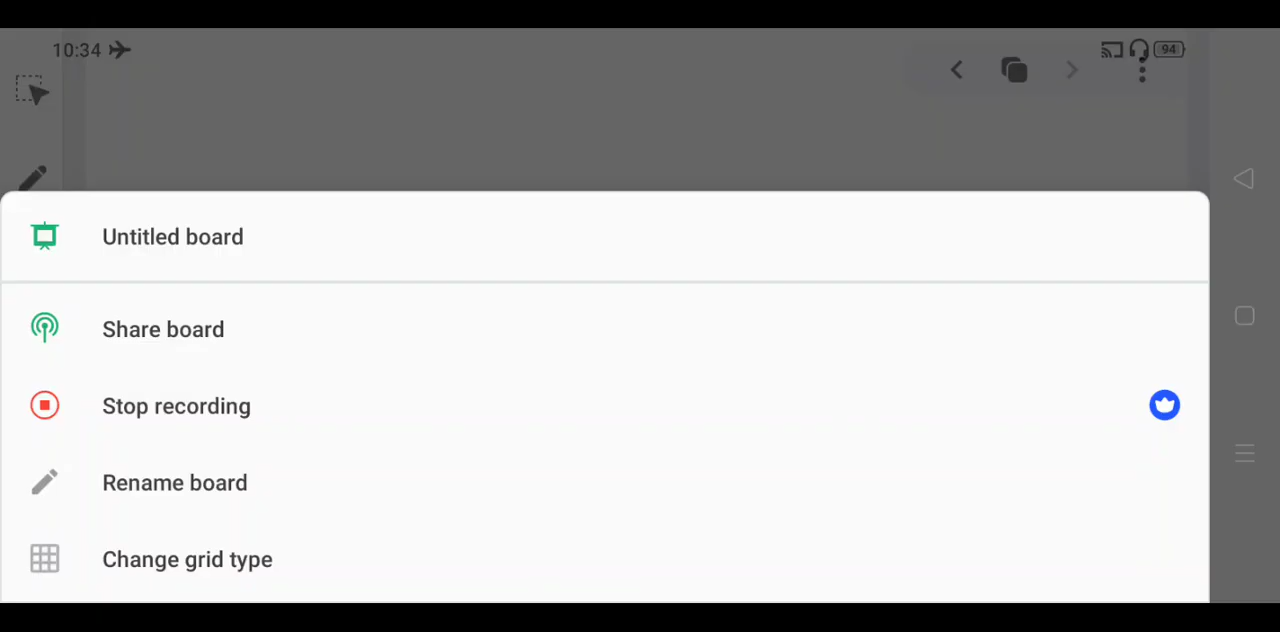 10:34
94
Untitled board
Share board
Stop recording
Rename board
Change grid type